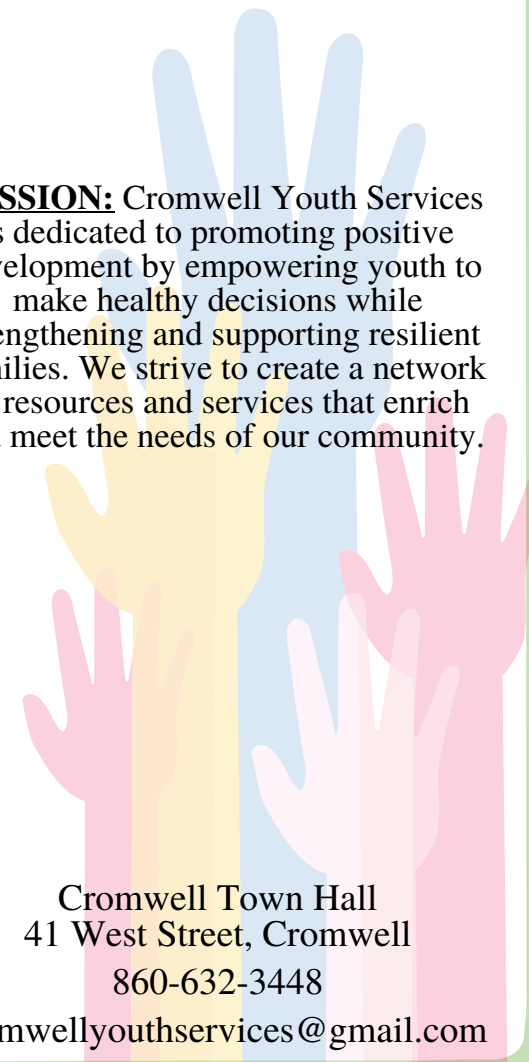 SSION: Cromwell Youth Services
s dedicated to promoting positive
velopment by empowering youth to
make healthy decisions while
engthening and supporting resilient
nilies. We strive to create a network
resources and services that enrich
meet the needs of our community.
Cromwell Town Hall
41 West Street, Cromwell
860-632-3448
mwellyouthservices@gmail.com